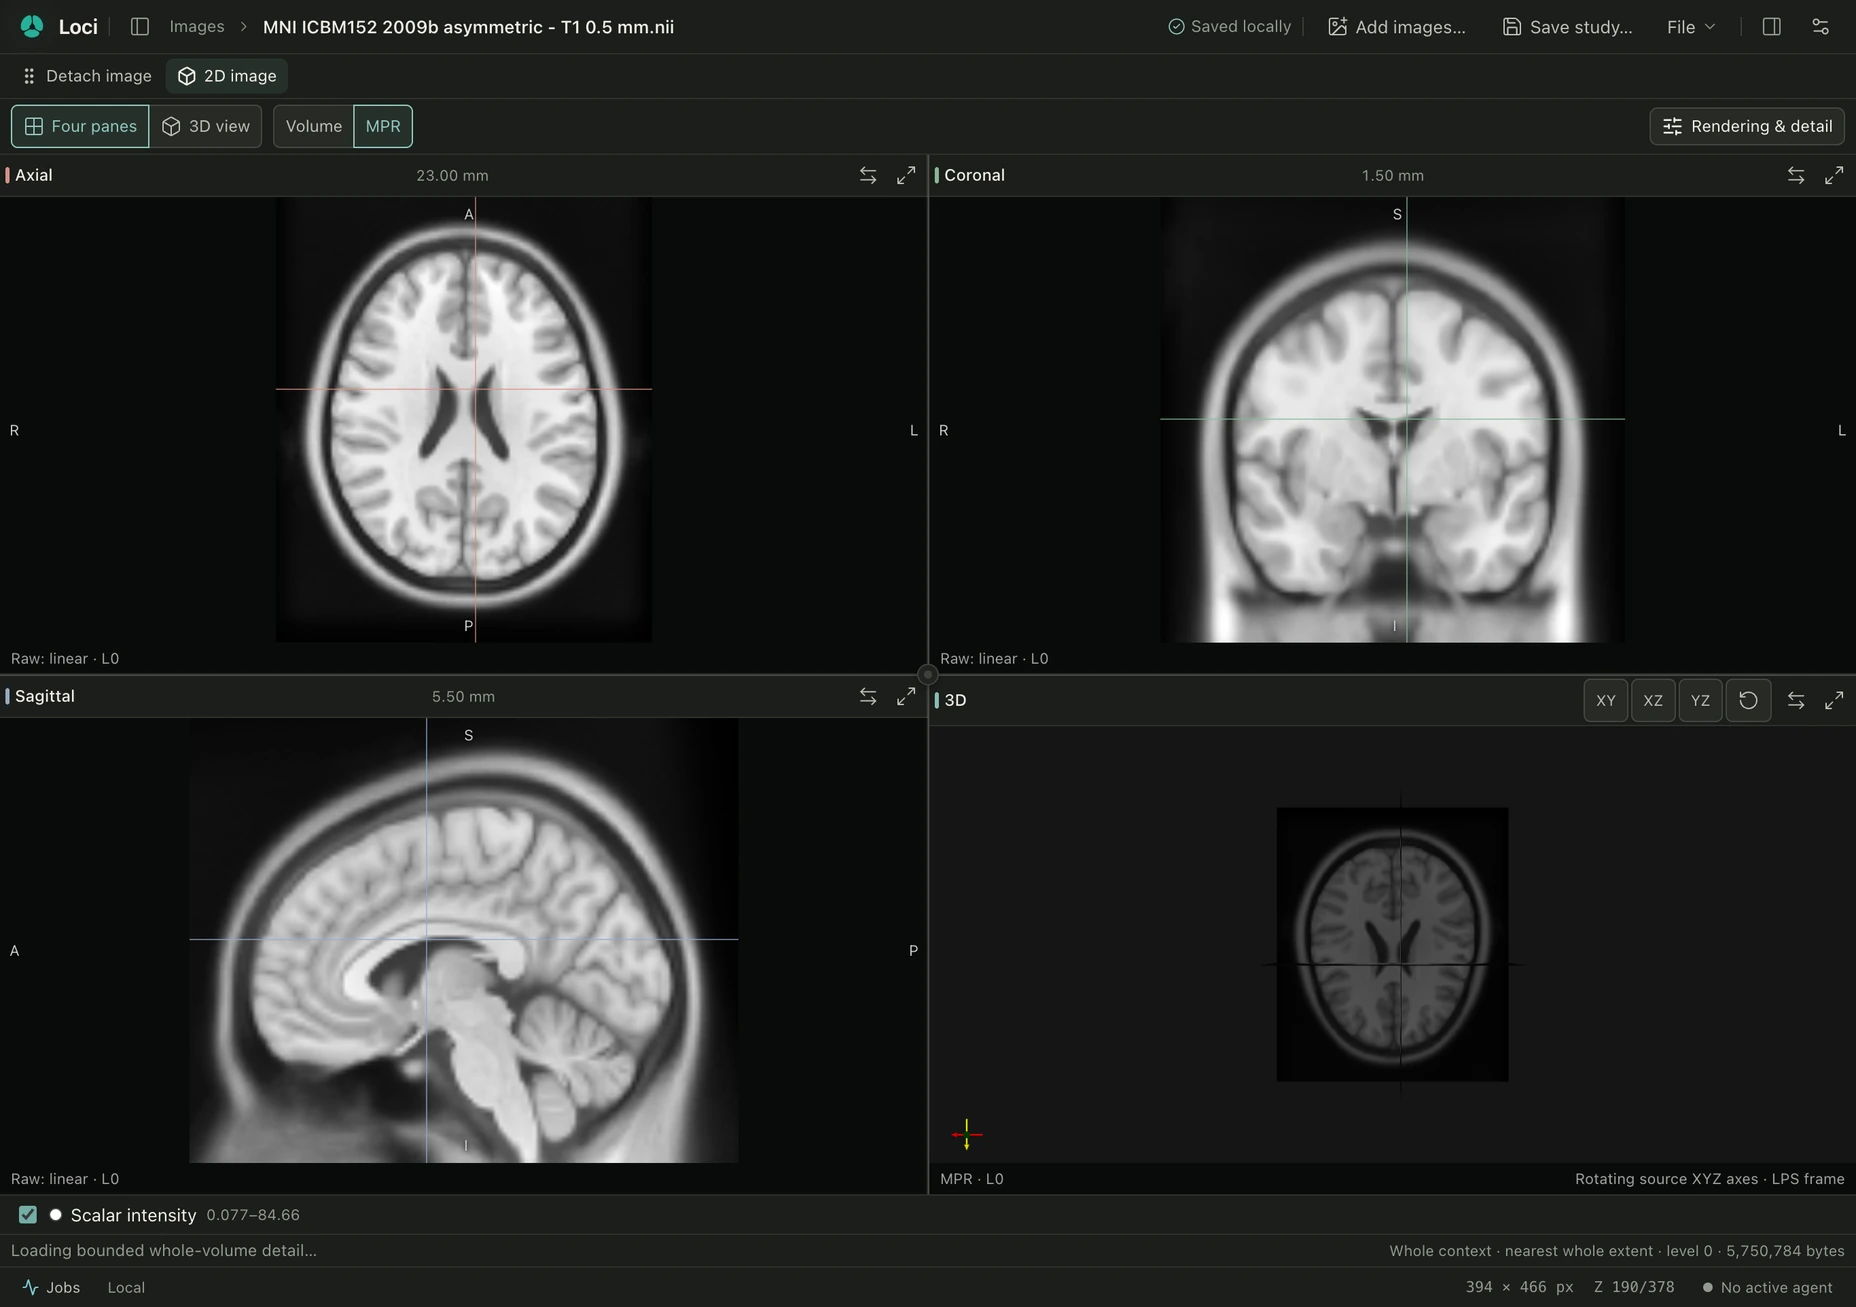 Loci Images > MNI ICBM152 2009b asymmetric - T1 0.5 mm.nii Saved locally Add images... Save study... File
Detach image 2D image
Four panes 3D view Volume MPR Rendering & detail
Axial 23.00 mm
A
R L
P
Raw: linear · L0
Coronal 1.50 mm
S
R L
I
Raw: linear · L0
Sagittal 5.50 mm
S
A P
I
Raw: linear · L0
3D XY XZ YZ
MPR · L0 Rotating source XYZ axes · LPS frame
Scalar intensity 0.077–84.66
Loading bounded whole-volume detail... Whole context · nearest whole extent · level 0 · 5,750,784 bytes
Jobs Local 394 × 466 px Z 190/378 No active agent